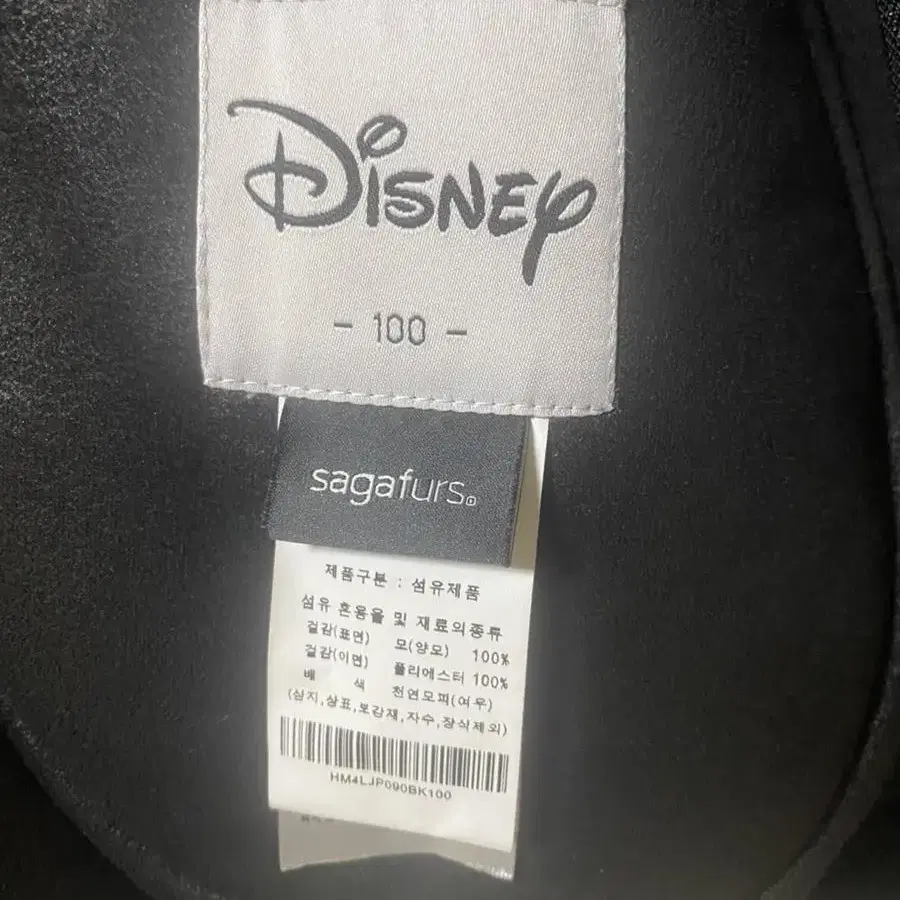 DISNEY
- 100 -
sagafurs®
제품구분 : 섬유제품
섬유 혼용율 및 재료의종류
겉감(표면) 모(양모) 100%
겉감(이면) 폴리에스터 100%
배 색 천연모피(여우)
(심지,상표,보강재,자수,장식제외)
HM4LJP090BK100